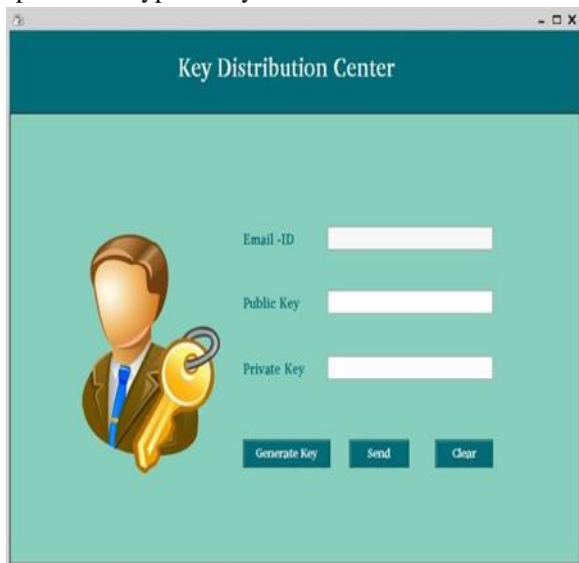 Key Distribution Center
Email -ID
Public Key
Private Key
Generate Key Send Clear